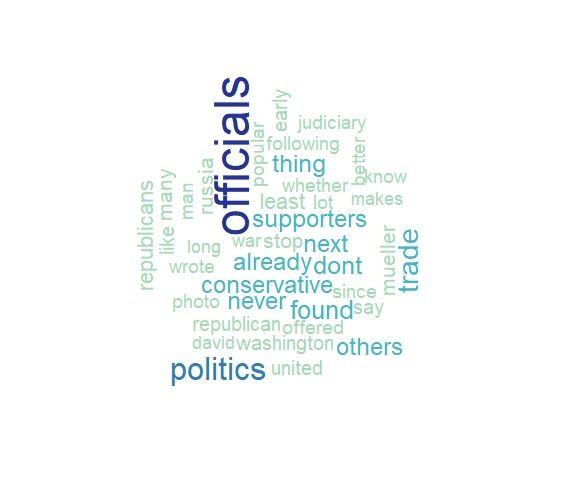 officials
early
judiciary
popular
following
better
thing
russia
whether
know
man
many
like
republicans
least
lot
makes
supporters
long
war
stop
next
mueller
trade
wrote
already
dont
conservative
since
photo
never
found
say
republican
offered
david
washington
others
politics
united